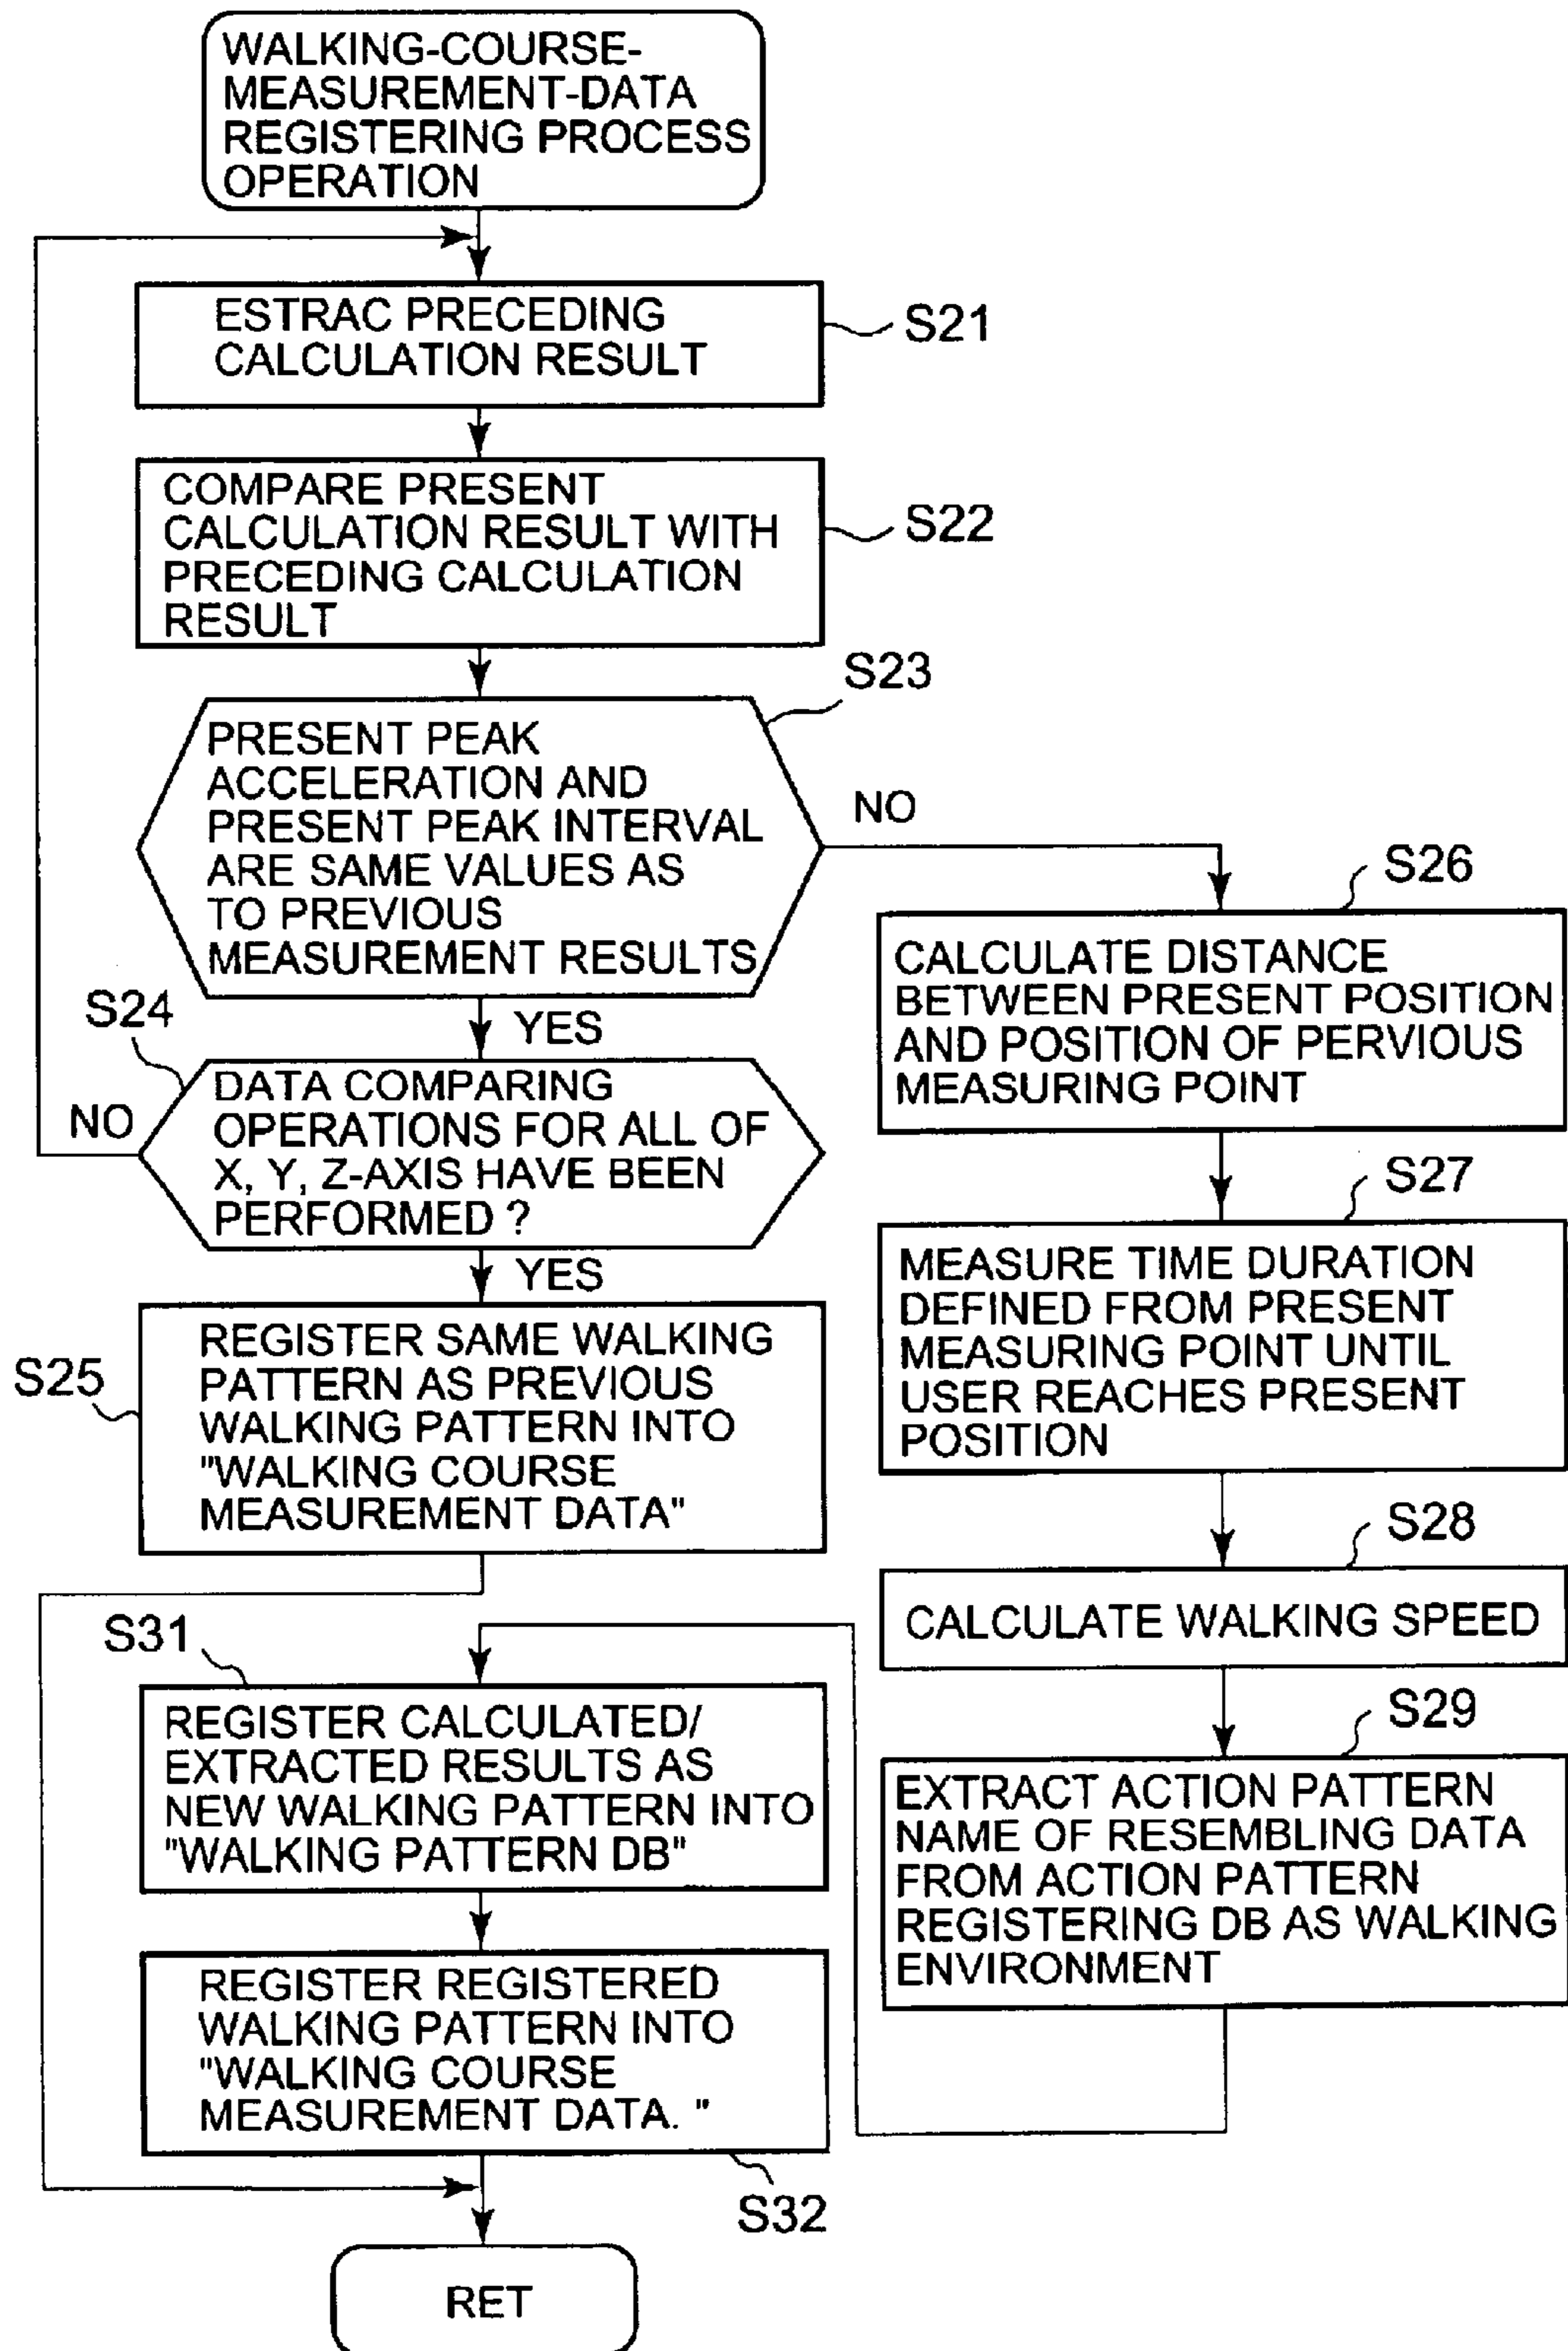 WALKING-COURSE-
MEASUREMENT-DATA
REGISTERING PROCESS
OPERATION
ESTRAC PRECEDING
CALCULATION RESULT
S21
COMPARE PRESENT
CALCULATION RESULT WITH
PRECEDING CALCULATION
RESULT
S22
S23
PRESENT PEAK
ACCELERATION AND
PRESENT PEAK INTERVAL
ARE SAME VALUES AS
TO PREVIOUS
MEASUREMENT RESULTS
NO
YES
S24
DATA COMPARING
OPERATIONS FOR ALL OF
X, Y, Z-AXIS HAVE BEEN
PERFORMED ?
NO
YES
S25
REGISTER SAME WALKING
PATTERN AS PREVIOUS
WALKING PATTERN INTO
"WALKING COURSE
MEASUREMENT DATA"
S26
CALCULATE DISTANCE
BETWEEN PRESENT POSITION
AND POSITION OF PERVIOUS
MEASURING POINT
S27
MEASURE TIME DURATION
DEFINED FROM PRESENT
MEASURING POINT UNTIL
USER REACHES PRESENT
POSITION
S28
CALCULATE WALKING SPEED
S29
EXTRACT ACTION PATTERN
NAME OF RESEMBLING DATA
FROM ACTION PATTERN
REGISTERING DB AS WALKING
ENVIRONMENT
S31
REGISTER CALCULATED/
EXTRACTED RESULTS AS
NEW WALKING PATTERN INTO
"WALKING PATTERN DB"
REGISTER REGISTERED
WALKING PATTERN INTO
"WALKING COURSE
MEASUREMENT DATA. "
S32
RET